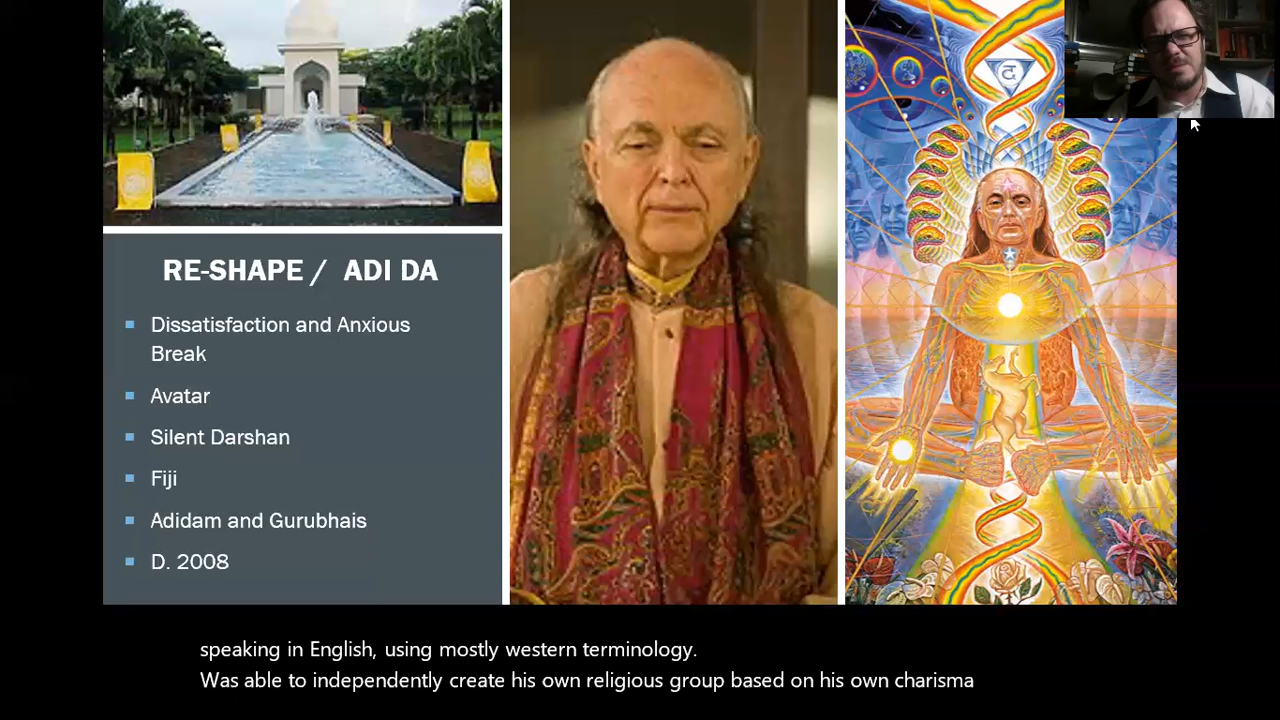 RE-SHAPE / ADI DA
Dissatisfaction and Anxious
Break
Avatar
Silent Darshan
Fiji
Adidam and Gurubhais
D. 2008
speaking in English, using mostly western terminology.
Was able to independently create his own religious group based on his own charisma